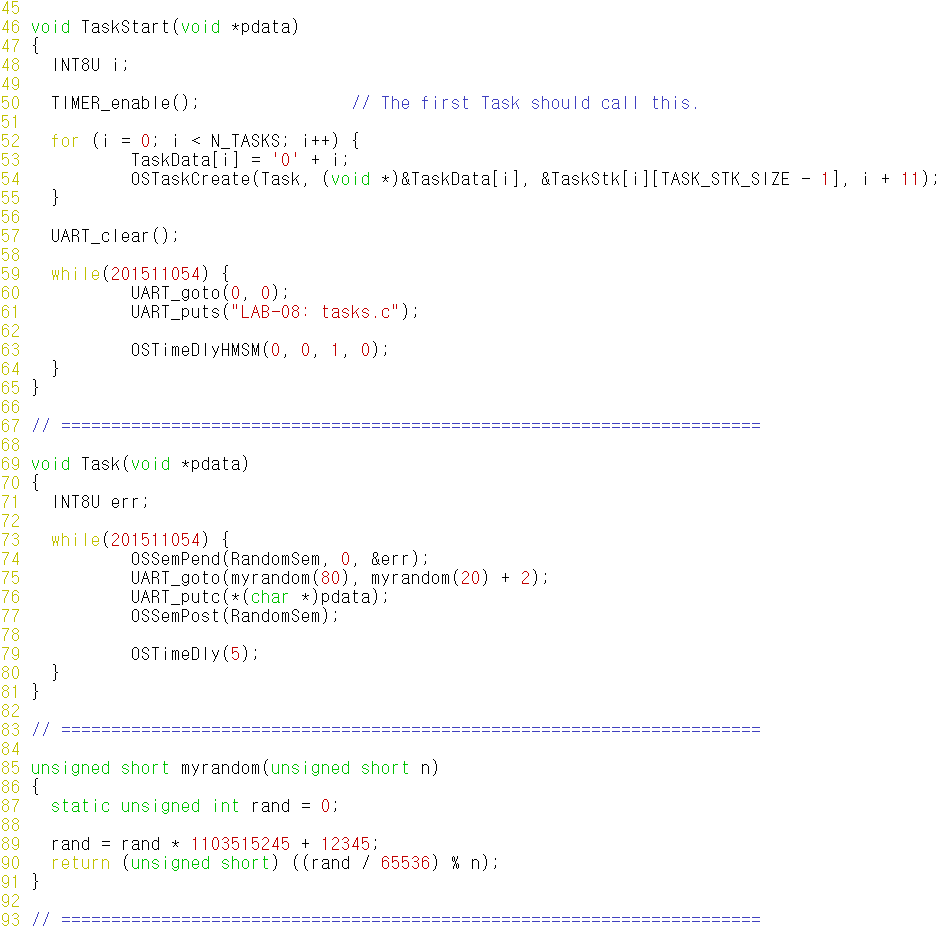 45
46 void TaskStart(void *pdata)
47 {
48   INT8U i;
49
50   TIMER_enable();               // The first Task should call this.
51
52   for (i = 0; i < N_TASKS; i++) {
53           TaskData[i] = '0' + i;
54           OSTaskCreate(Task, (void *)&TaskData[i], &TaskStk[i][TASK_STK_SIZE - 1], i + 11);
55   }
56
57   UART_clear();
58
59   while(201511054) {
60           UART_goto(0, 0);
61           UART_puts("LAB-08: tasks.c");
62
63           OSTimeDlyHMSM(0, 0, 1, 0);
64   }
65 }
66
67 // ======================================================================
68
69 void Task(void *pdata)
70 {
71   INT8U err;
72
73   while(201511054) {
74           OSSemPend(RandomSem, 0, &err);
75           UART_goto(myrandom(80), myrandom(20) + 2);
76           UART_putc(*(char *)pdata);
77           OSSemPost(RandomSem);
78
79           OSTimeDly(5);
80   }
81 }
82
83 // ======================================================================
84
85 unsigned short myrandom(unsigned short n)
86 {
87   static unsigned int rand = 0;
88
89   rand = rand * 1103515245 + 12345;
90   return (unsigned short) ((rand / 65536) % n);
91 }
92
93 // ======================================================================